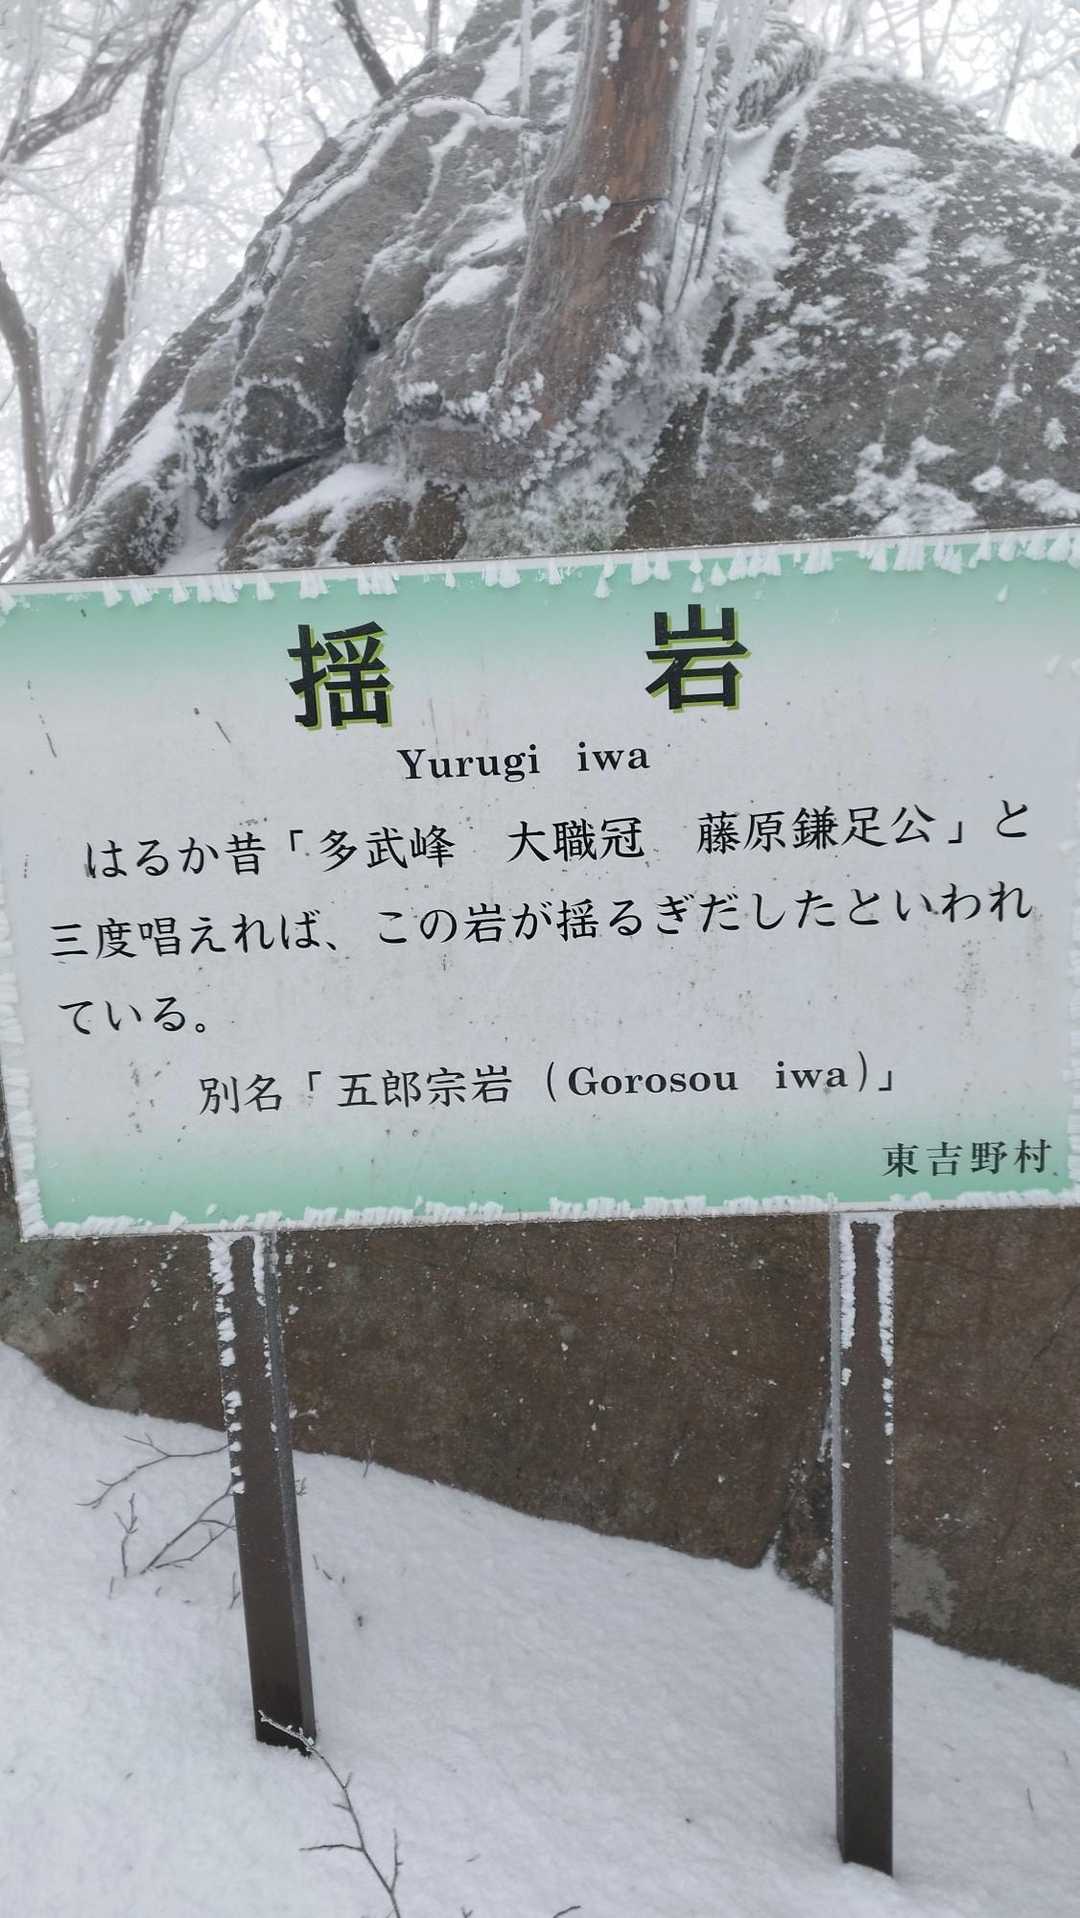 揺　岩
Yurugi iwa
はるか昔「多武峰　大職冠　藤原鎌足公」と
三度唱えれば、この岩が揺るぎだしたといわれ
ている。
別名「五郎宗岩（Gorosou iwa）」
東吉野村